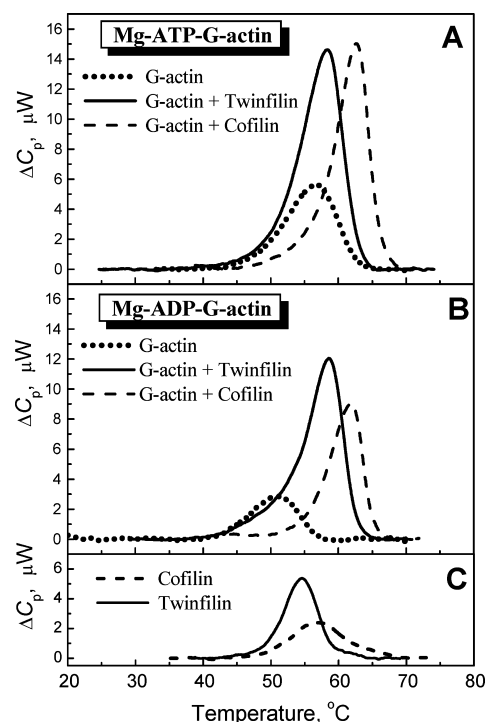 Mg-ATP-G-actin
A
G-actin
G-actin + Twinfilin
G-actin + Cofilin
ΔCp, μW
16
14
12
10
8
6
4
2
0
Mg-ADP-G-actin
B
G-actin
G-actin + Twinfilin
G-actin + Cofilin
ΔCp, μW
16
14
12
10
8
6
4
2
0
C
Cofilin
Twinfilin
ΔCp, μW
6
4
2
0
20 30 40 50 60 70 80
Temperature, °C